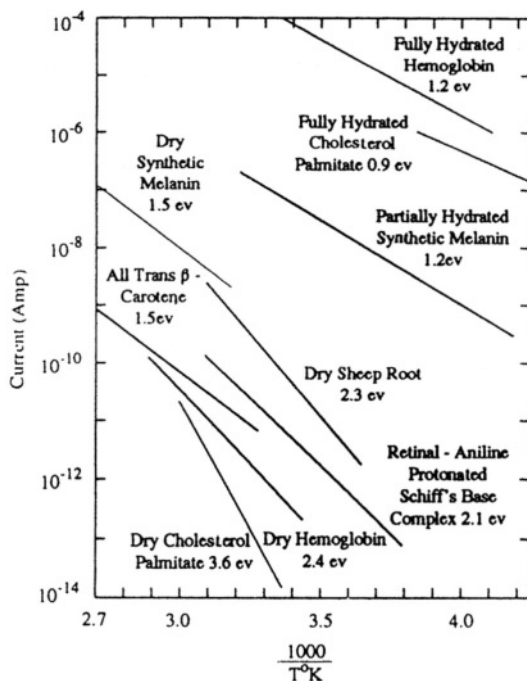 10-4
Fully Hydrated
Hemoglobin
1.2 ev
10-6
Fully Hydrated
Cholesterol
Palmitate 0.9 ev
Dry
Synthetic
Melanin
1.5 ev
Partially Hydrated
Synthetic Melanin
1.2ev
10-8
All Trans β -
Carotene
1.5ev
Current (Amp)
10-10
Dry Sheep Root
2.3 ev
Retinal - Aniline
Protonated
Schiff's Base
Complex 2.1 ev
10-12
Dry Cholesterol
Palmitate 3.6 ev
Dry Hemoglobin
2.4 ev
10-14
2.7 3.0 3.5 4.0
1000
T°K